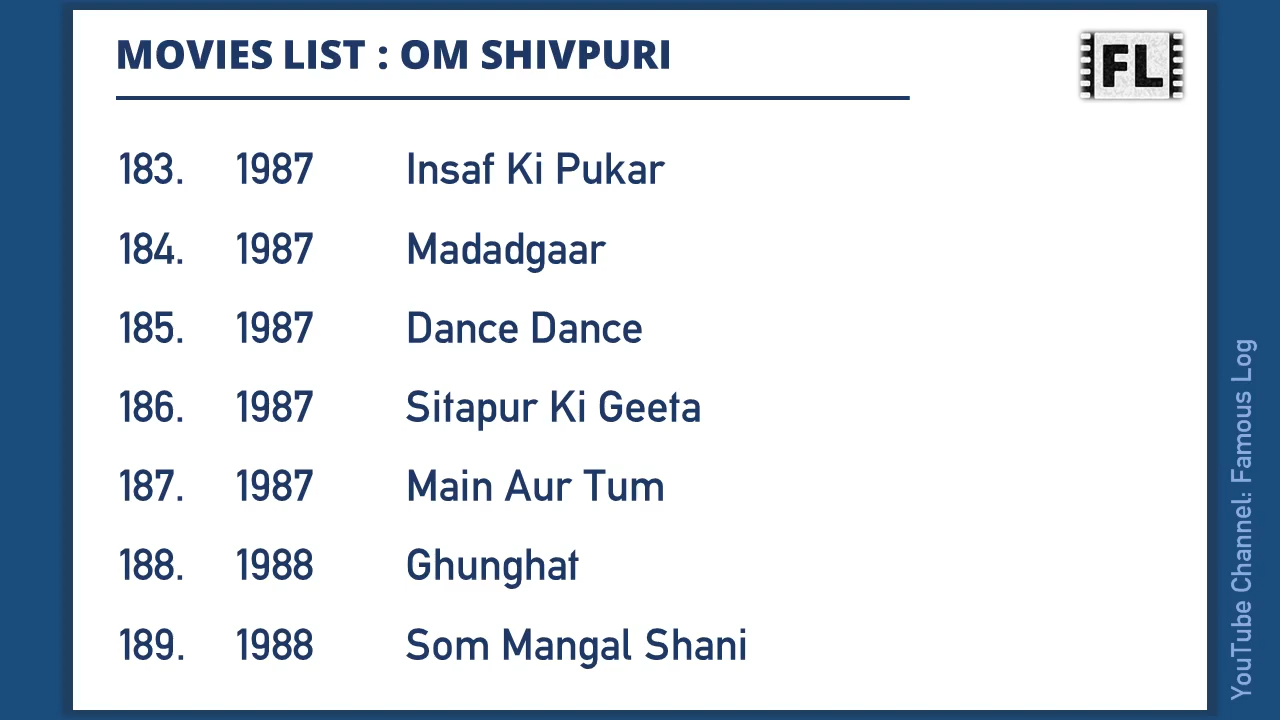 MOVIES LIST : OM SHIVPURI
FL
183. 1987 Insaf Ki Pukar
184. 1987 Madadgaar
185. 1987 Dance Dance
186. 1987 Sitapur Ki Geeta
187. 1987 Main Aur Tum
188. 1988 Ghunghat
189. 1988 Som Mangal Shani
YouTube Channel: Famous Log